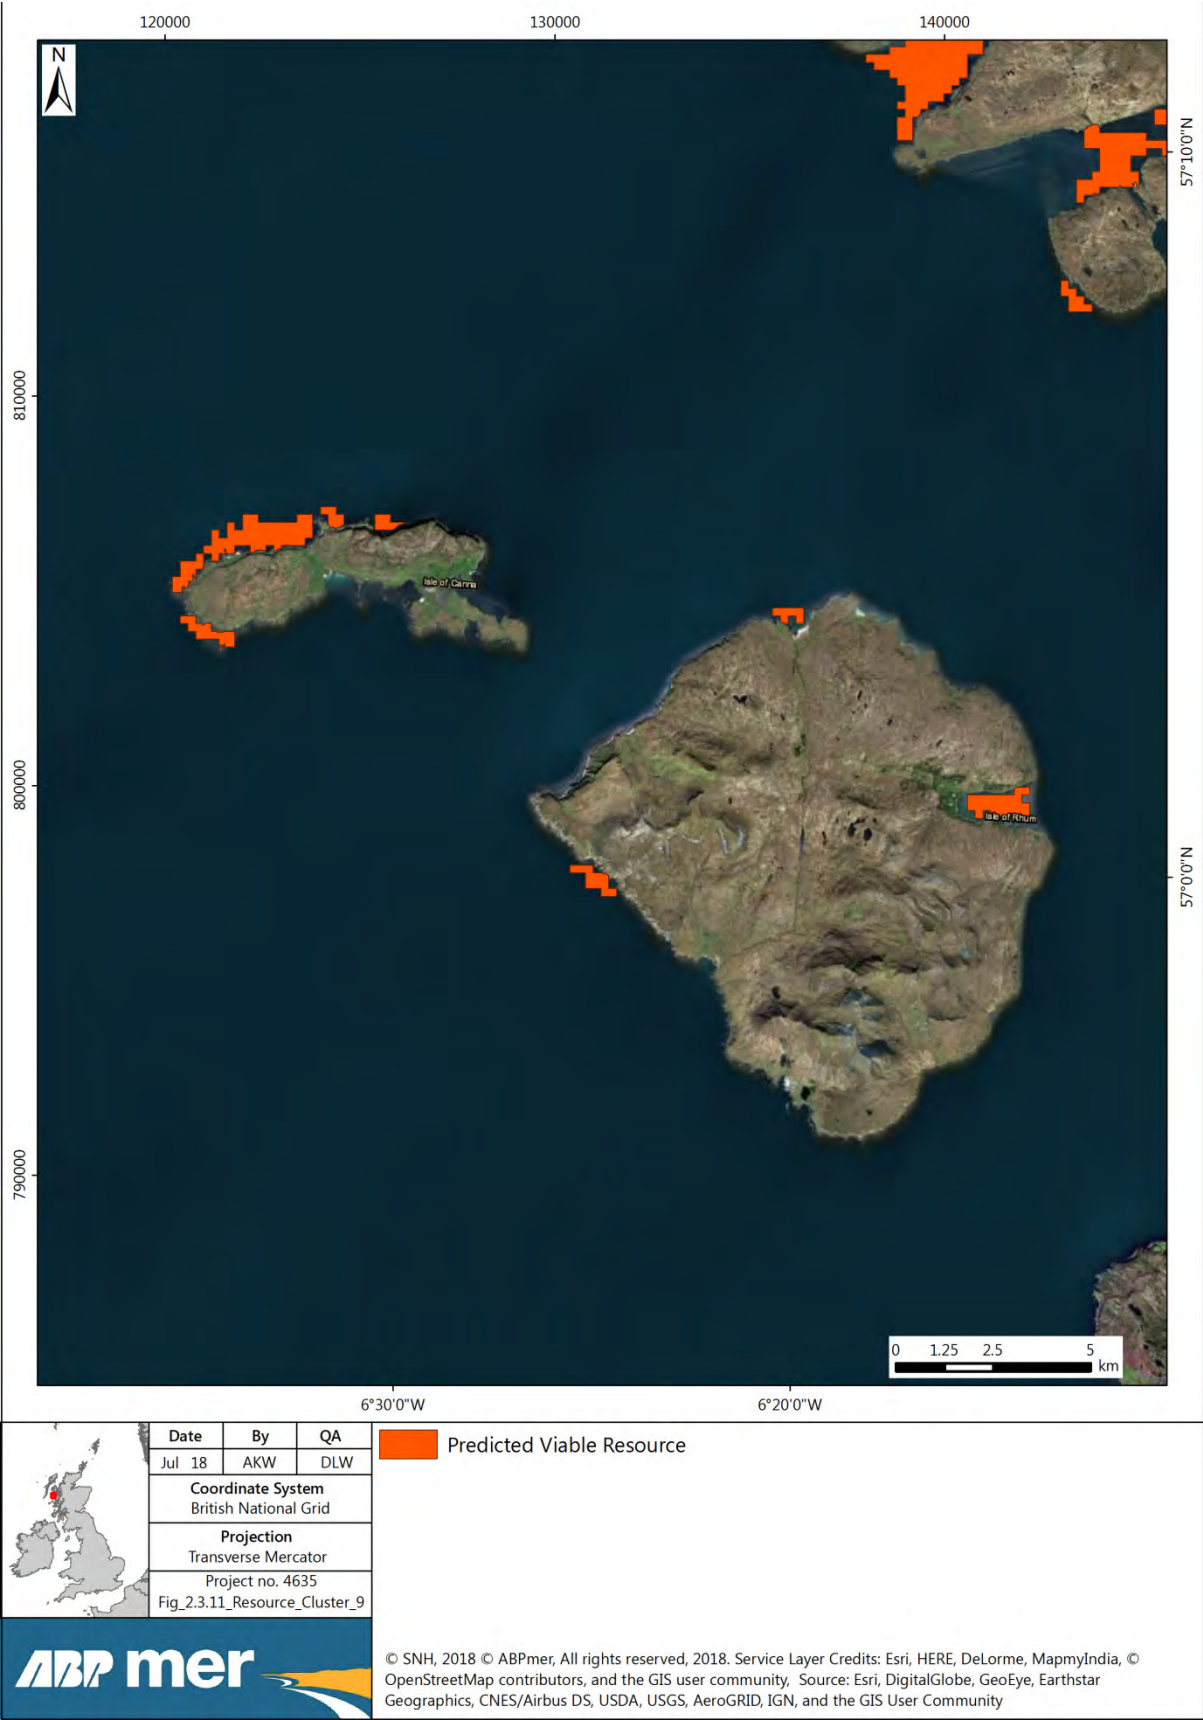 120000
130000
140000
N
57°10'0"N
810000
Isle of Canna
800000
Isle of Rhum
57°0'0"N
790000
0 1.25 2.5 5
km
6°30'0"W
6°20'0"W
Date By QA
Jul 18 AKW DLW
Coordinate System
British National Grid
Projection
Transverse Mercator
Project no. 4635
Fig_2.3.11_Resource_Cluster_9
Predicted Viable Resource
ABP mer
© SNH, 2018 © ABPmer, All rights reserved, 2018. Service Layer Credits: Esri, HERE, DeLorme, MapmyIndia, ©
OpenStreetMap contributors, and the GIS user community, Source: Esri, DigitalGlobe, GeoEye, Earthstar
Geographics, CNES/Airbus DS, USDA, USGS, AeroGRID, IGN, and the GIS User Community